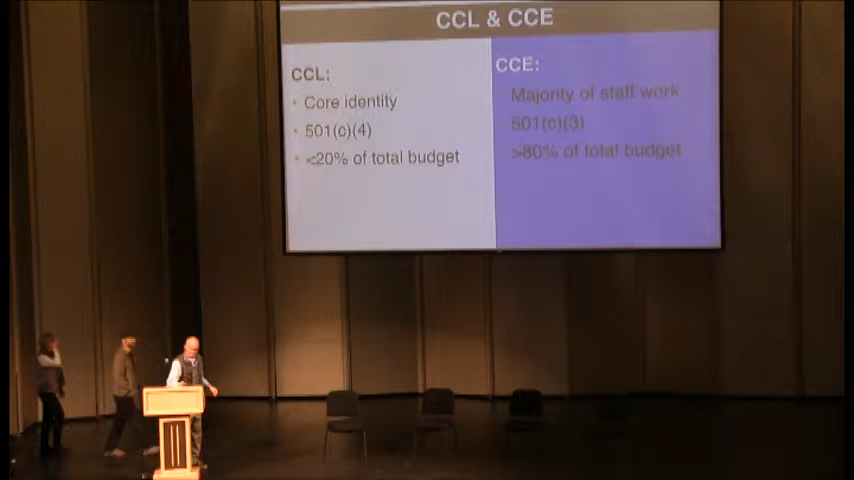 CCL & CCE
CCL:
• Core identity
• 501(c)(4)
• <20% of total budget
CCE:
Majority of staff work
501(c)(3)
>80% of total budget